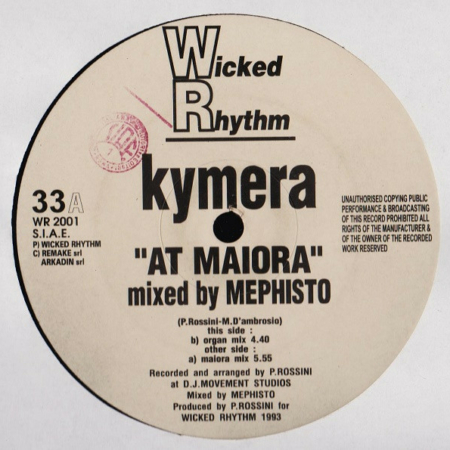 Wicked
Rhythm
kymera
33A
WR 2001
S.I.A.E.
P) WICKED RHYTHM
C) REMAKE srl
ARKADIN srl
UNAUTHORISED COPYING PUBLIC
PERFORMANCE & BROADCASTING
OF THIS RECORD PROHIBITED ALL
RIGHTS OF THE MANUFACTURER &
OF THE OWNER OF THE RECORDED
WORK RESERVED
"AT MAIORA"
mixed by MEPHISTO
(P.Rossini-M.D'ambrosio)
this side :
b) organ mix 4.40
other side :
a) maiora mix 5.55
Recorded and arranged by P.ROSSINI
at D.J.MOVEMENT STUDIOS
Mixed by MEPHISTO
Produced by P.ROSSINI for
WICKED RHYTHM 1993